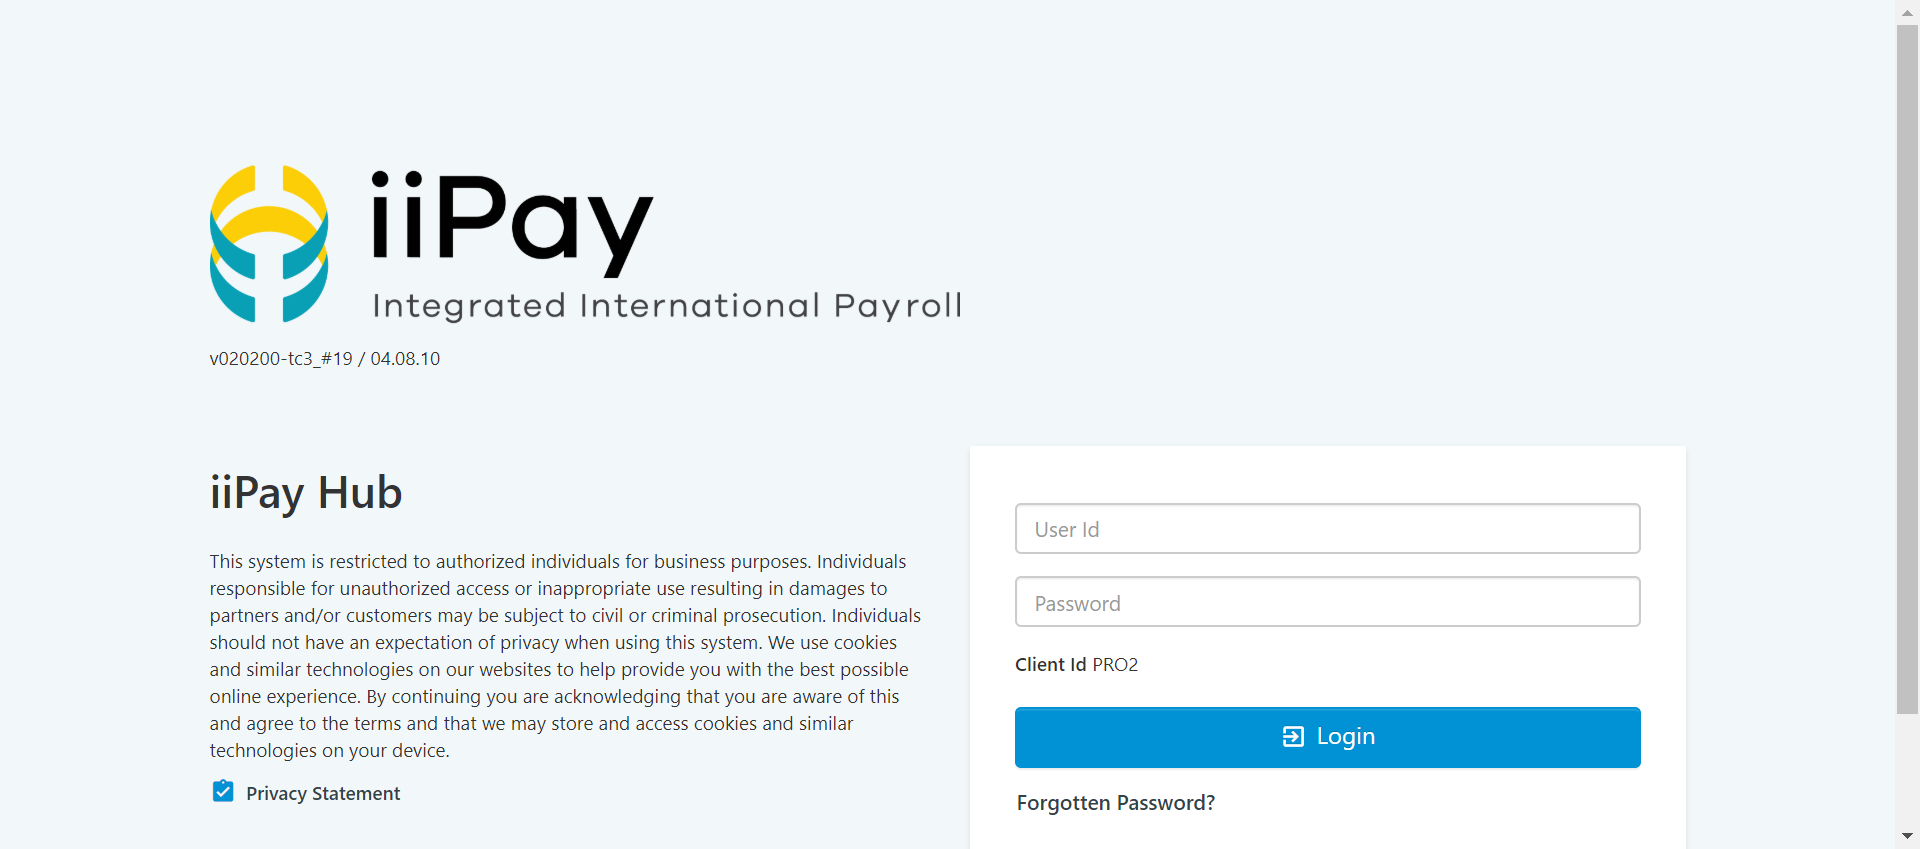 iiPay
Integrated International Payroll
v020200-tc3_#19 / 04.08.10
iiPay Hub
This system is restricted to authorized individuals for business purposes. Individuals
responsible for unauthorized access or inappropriate use resulting in damages to
partners and/or customers may be subject to civil or criminal prosecution. Individuals
should not have an expectation of privacy when using this system. We use cookies
and similar technologies on our websites to help provide you with the best possible
online experience. By continuing you are acknowledging that you are aware of this
and agree to the terms and that we may store and access cookies and similar
technologies on your device.
Privacy Statement
User Id
Password
Client Id PRO2
Login
Forgotten Password?